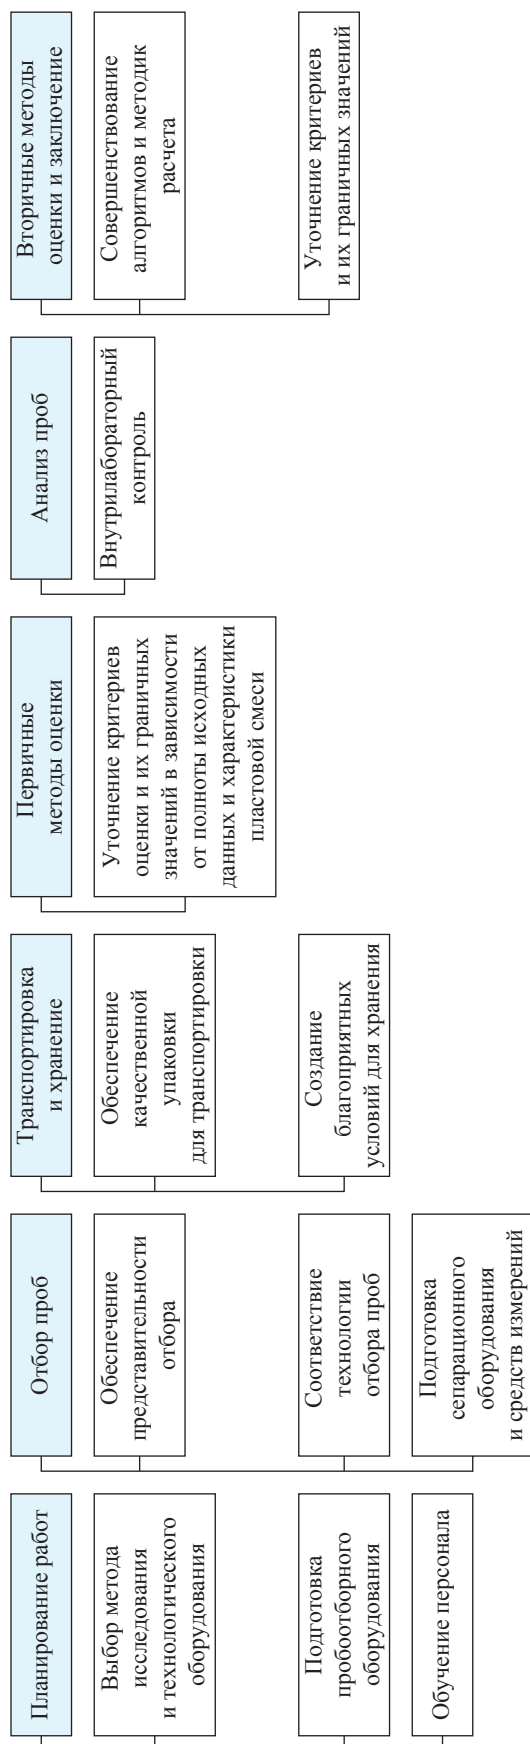 Планирование работ
Выбор метода
исследования
и технологического
оборудования
Подготовка
пробоотборного
оборудования
Обучение персонала
Отбор проб
Обеспечение
представительности
отбора
Соответствие
технологии
отбора проб
Подготовка
сепарационного
оборудования
и средств измерений
Транспортировка
и хранение
Обеспечение
качественной
упаковки
для транспортировки
Создание
благоприятных
условий для хранения
Первичные
методы оценки
Уточнение критериев
оценки и их граничных
значений в зависимости
от полноты исходных
данных и характеристики
пластовой смеси
Анализ проб
Внутрилабораторный
контроль
Вторичные методы
оценки и заключение
Совершенствование
алгоритмов и методик
расчета
Уточнение критериев
и их граничных значений